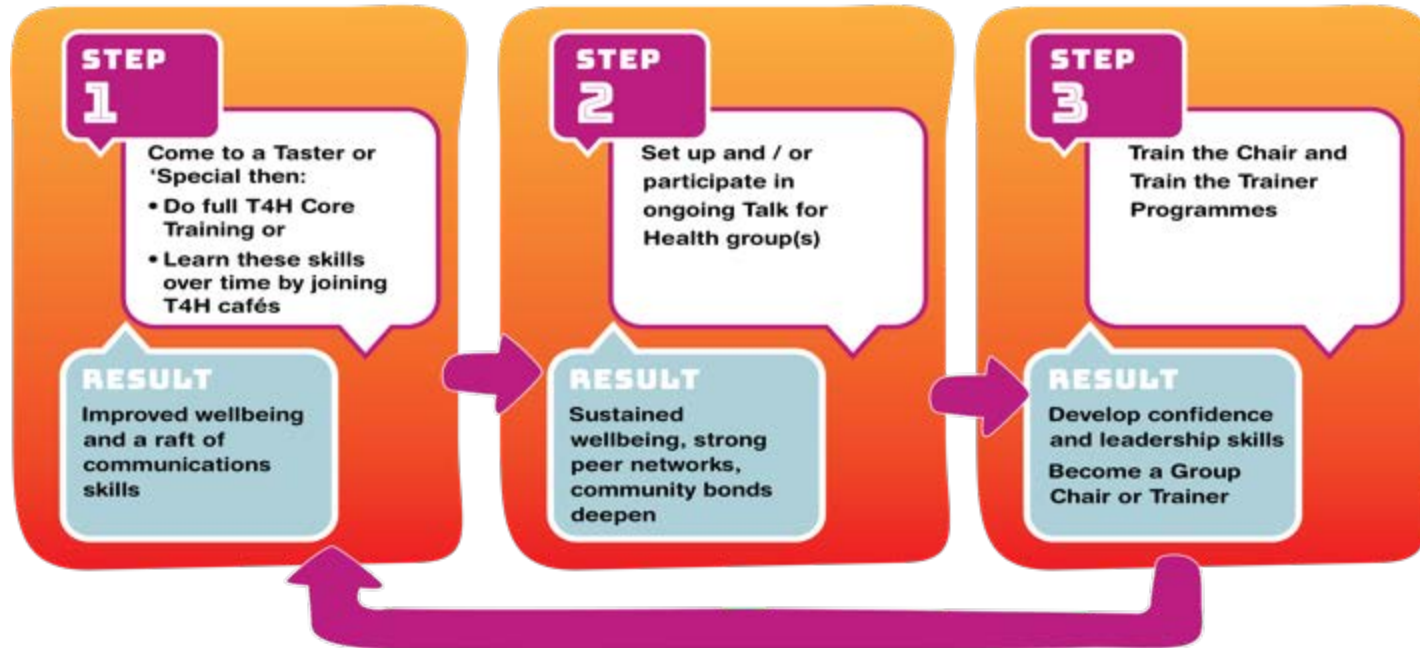 STEP
1
Come to a Taster or
‘Special then:
• Do full T4H Core
Training or
• Learn these skills
over time by joining
T4H cafés
RESULT
Improved wellbeing
and a raft of
communications
skills
STEP
2
Set up and / or
participate in
ongoing Talk for
Health group(s)
RESULT
Sustained
wellbeing, strong
peer networks,
community bonds
deepen
STEP
3
Train the Chair and
Train the Trainer
Programmes
RESULT
Develop confidence
and leadership skills
Become a Group
Chair or Trainer